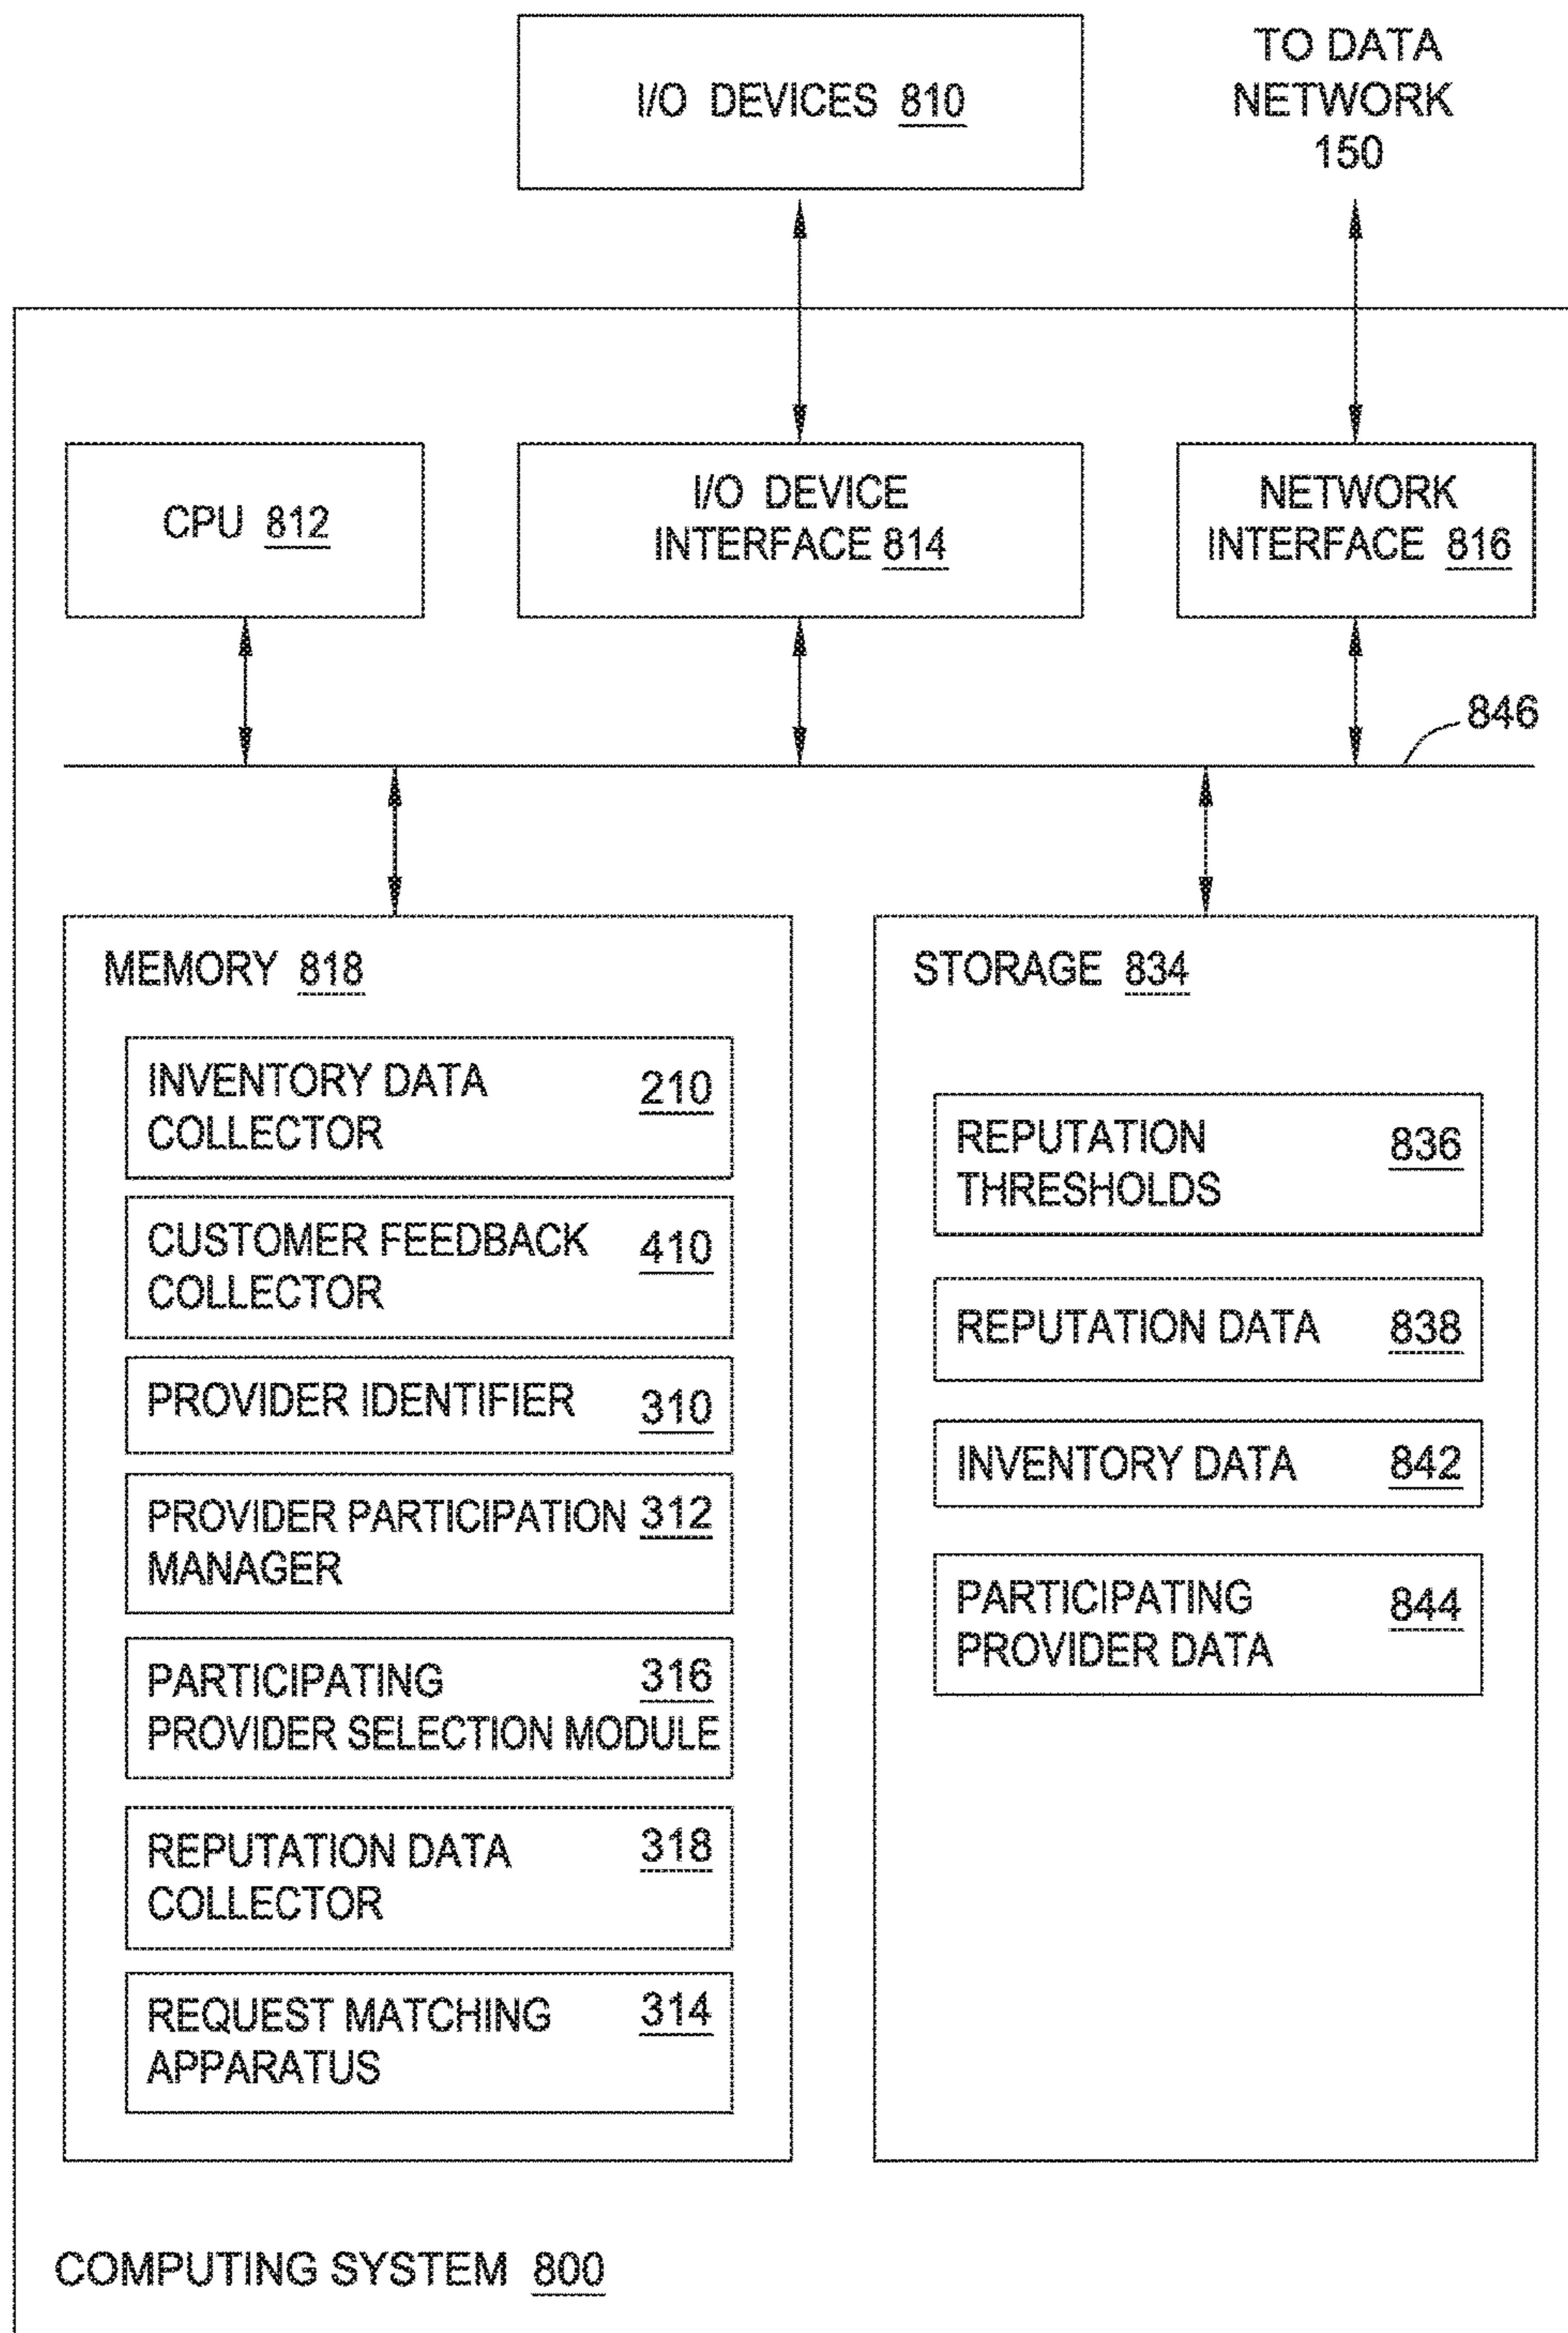 I/O DEVICES 810
TO DATA
NETWORK
150
CPU 812
I/O DEVICE
INTERFACE 814
NETWORK
INTERFACE 816
846
MEMORY 818
INVENTORY DATA 210
COLLECTOR
CUSTOMER FEEDBACK 410
COLLECTOR
PROVIDER IDENTIFIER 310
PROVIDER PARTICIPATION 312
MANAGER
PARTICIPATING 316
PROVIDER SELECTION MODULE
REPUTATION DATA 318
COLLECTOR
REQUEST MATCHING 314
APPARATUS
STORAGE 834
REPUTATION 836
THRESHOLDS
REPUTATION DATA 838
INVENTORY DATA 842
PARTICIPATING 844
PROVIDER DATA
COMPUTING SYSTEM 800